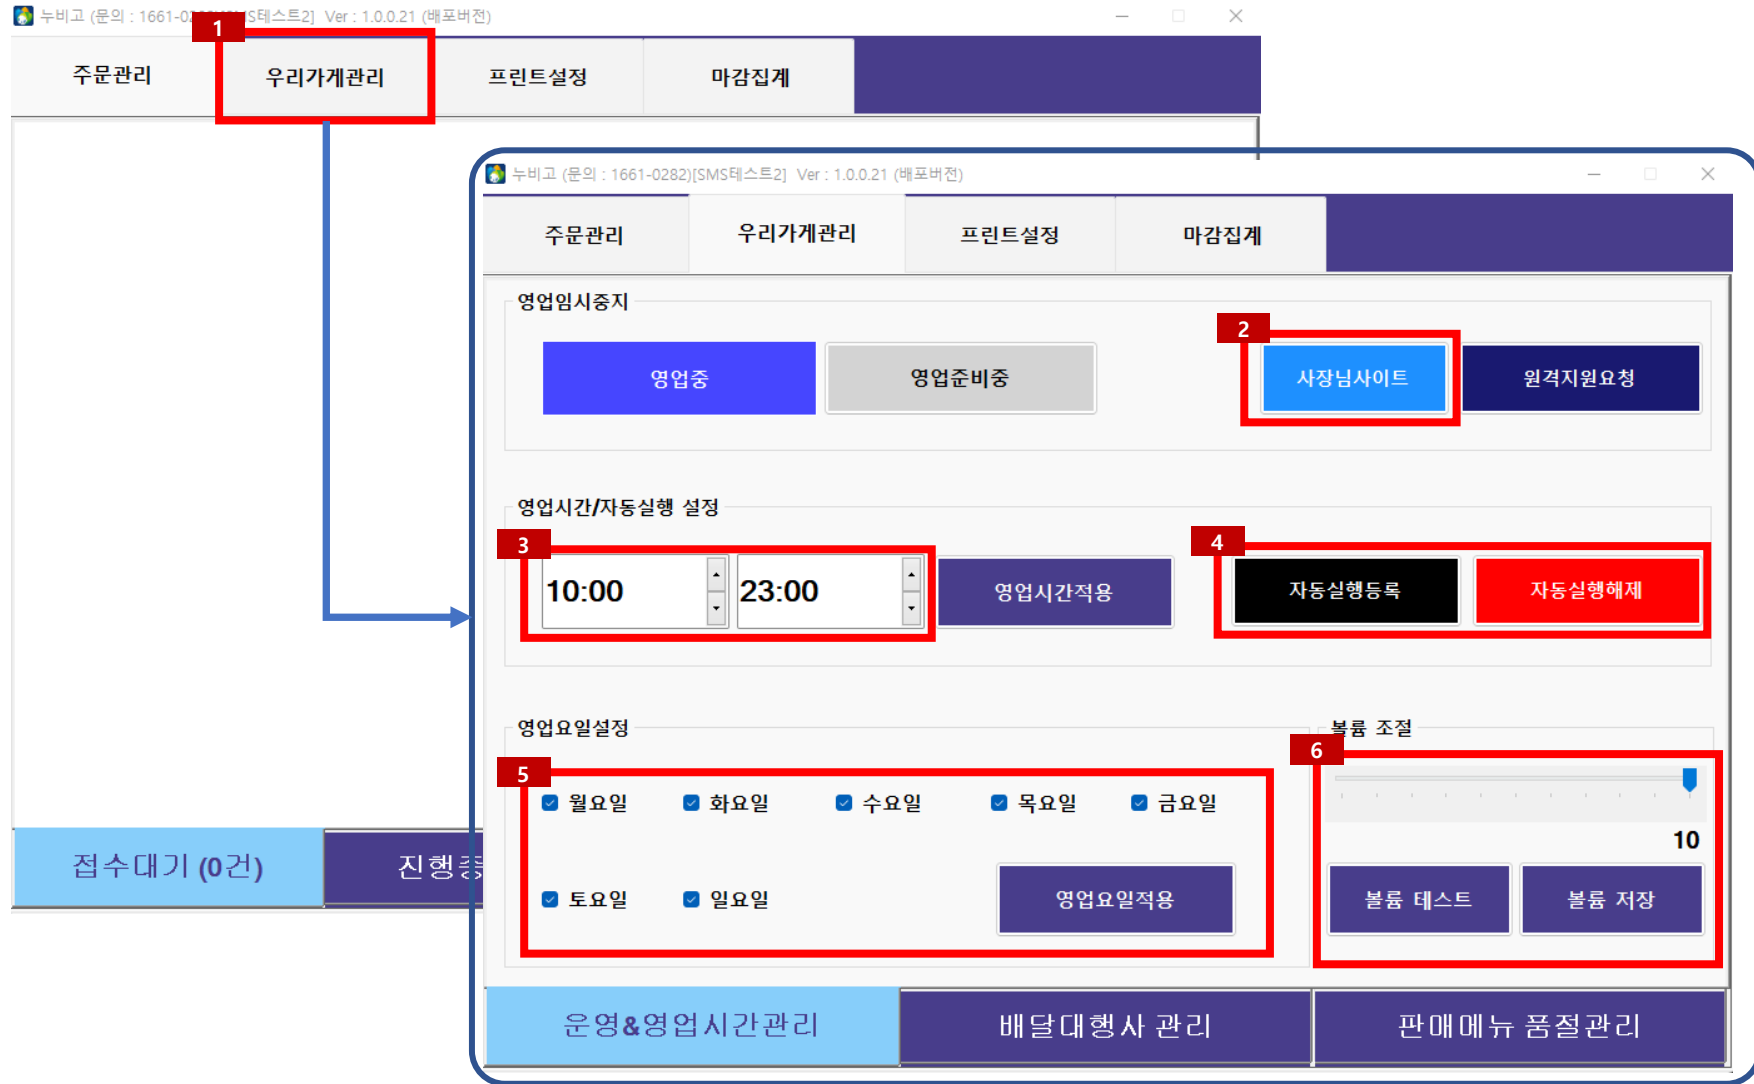 누비고 (문의 : 1661-0 S테스트2] Ver : 1.0.0.21 (배포버전)
1
주문관리 우리가게관리 프린트설정 마감집계
누비고 (문의 : 1661-0282)[SMS테스트2] Ver : 1.0.0.21 (배포버전)
주문관리 우리가게관리 프린트설정 마감집계
영업임시중지
2
영업중 영업준비중 사장님사이트 원격지원요청
영업시간/자동실행 설정
3 4
10:00 23:00 영업시간적용 자동실행등록 자동실행해제
영업요일설정 볼륨 조절
5 6
월요일 화요일 수요일 목요일 금요일
10
토요일 일요일 영업요일적용 볼륨 테스트 볼륨 저장
접수대기 (0건) 진행중
운영&영업시간관리 배달대행사 관리 판매메뉴 품절관리